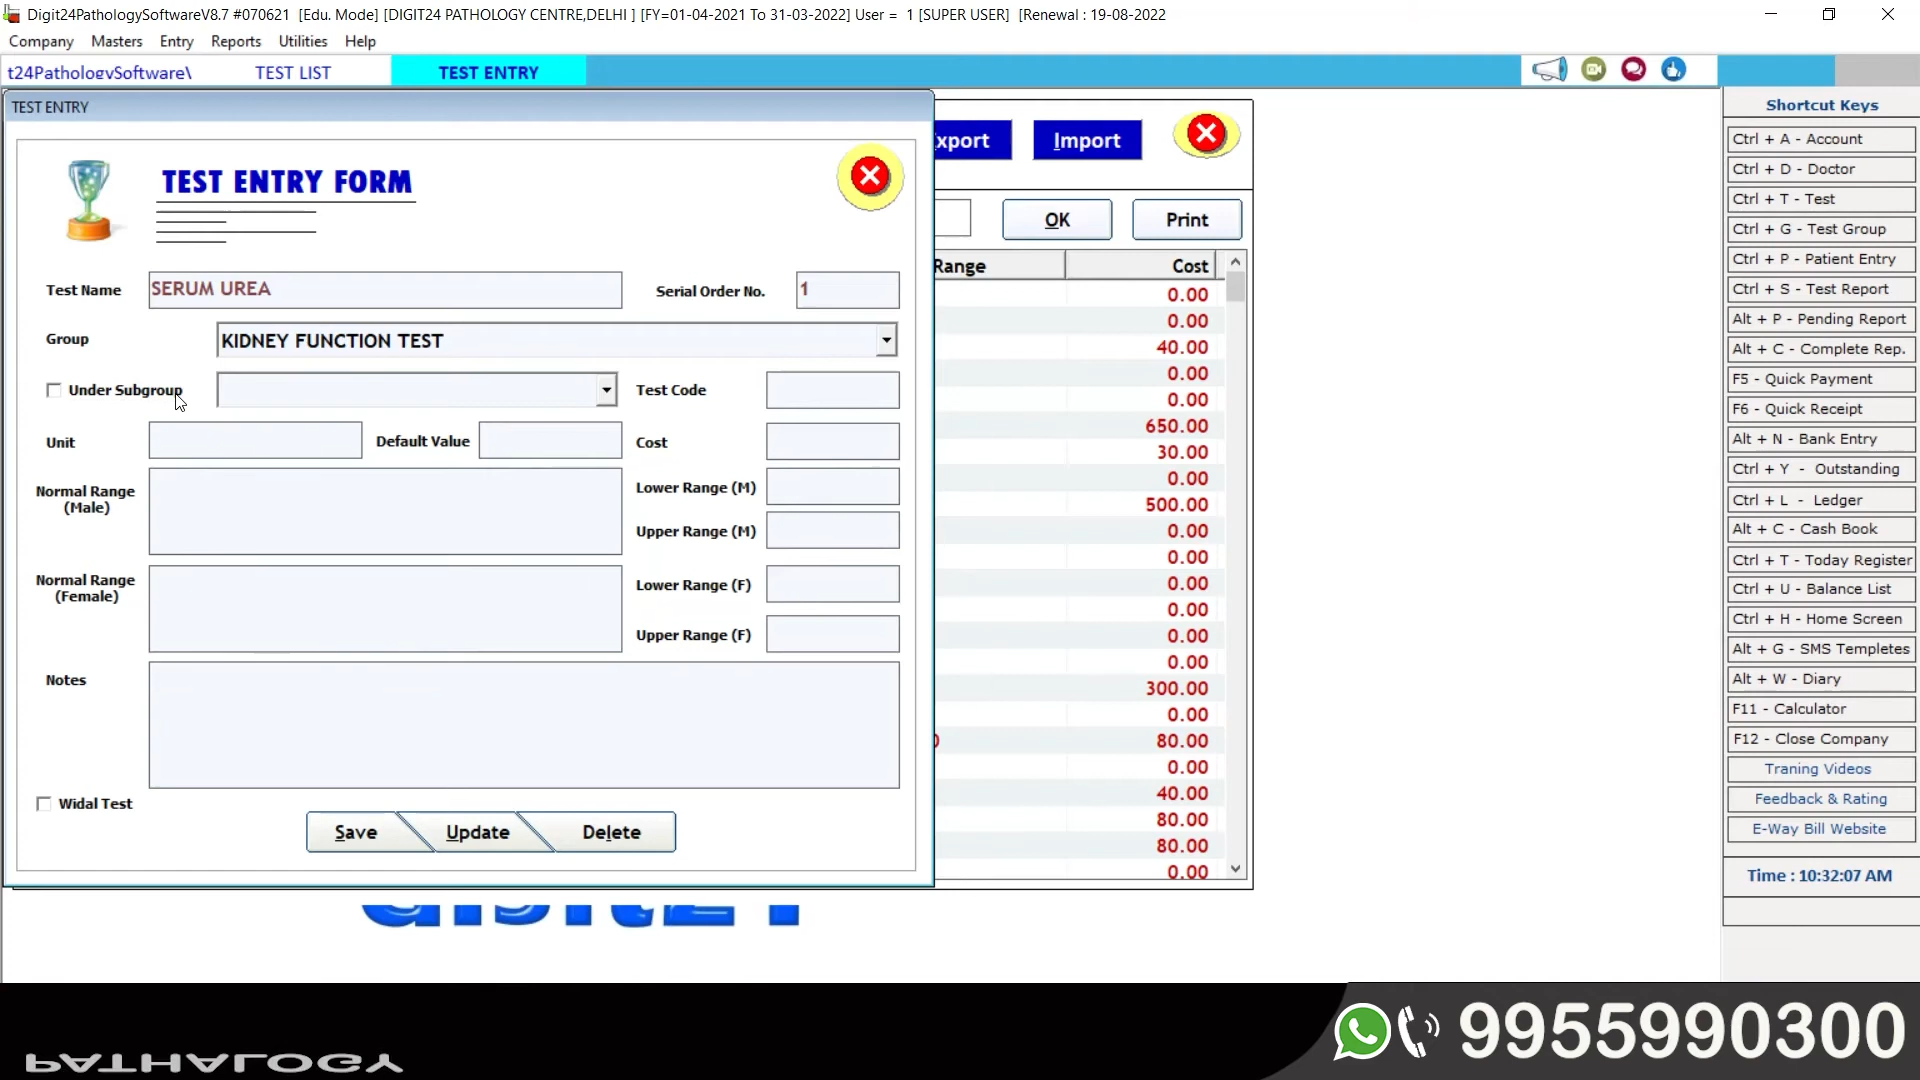 Digit24PathologySoftwareV8.7 #070621 [Edu. Mode] [DIGIT24 PATHOLOGY CENTRE,DELHI ] [FY=01-04-2021 To 31-03-2022] User = 1 [SUPER USER] [Renewal : 19-08-2022
Company Masters Entry Reports Utilities Help
t24PathologySoftware\ TEST LIST TEST ENTRY
TEST ENTRY
TEST ENTRY FORM
Test Name SERUM UREA Serial Order No. 1
Group KIDNEY FUNCTION TEST
Under Subgroup Test Code
Unit Default Value Cost
Normal Range (Male) Lower Range (M)
Upper Range (M)
Normal Range (Female) Lower Range (F)
Upper Range (F)
Notes
Widal Test
Save Update Delete
xport Import
OK Print
Range Cost
0.00
0.00
40.00
0.00
0.00
650.00
30.00
0.00
500.00
0.00
0.00
0.00
0.00
0.00
0.00
300.00
0.00
80.00
0.00
40.00
80.00
80.00
0.00
Shortcut Keys
Ctrl + A - Account
Ctrl + D - Doctor
Ctrl + T - Test
Ctrl + G - Test Group
Ctrl + P - Patient Entry
Ctrl + S - Test Report
Alt + P - Pending Report
Alt + C - Complete Rep.
F5 - Quick Payment
F6 - Quick Receipt
Alt + N - Bank Entry
Ctrl + Y - Outstanding
Ctrl + L - Ledger
Alt + C - Cash Book
Ctrl + T - Today Register
Ctrl + U - Balance List
Ctrl + H - Home Screen
Alt + G - SMS Templetes
Alt + W - Diary
F11 - Calculator
F12 - Close Company
Traning Videos
Feedback & Rating
E-Way Bill Website
Time : 10:32:07 AM
9955990300